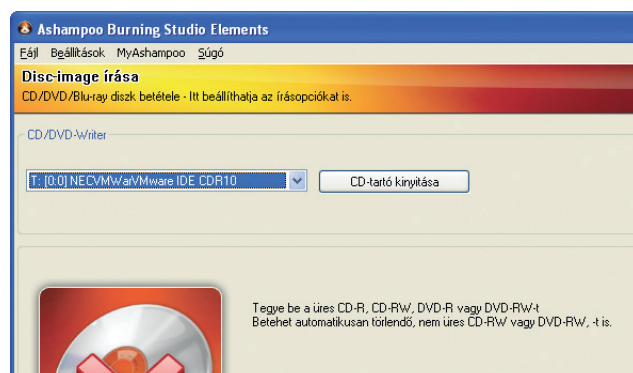 Ashampoo Burning Studio Elements
Fájl Beállítások MyAshampoo Súgó
Disc-image írása
CD/DVD/Blu-ray diszk betétele - Itt beállíthatja az írásopciókat is.
CD/DVD-Writer
T: [0:0] NECVMWarVMware IDE CDR10 CD-tartó kinyitása
Tegye be a üres CD-R, CD-RW, DVD-R vagy DVD-RW-t
Betehet automatikusan törlendő, nem üres CD-RW vagy DVD-RW, -t is.